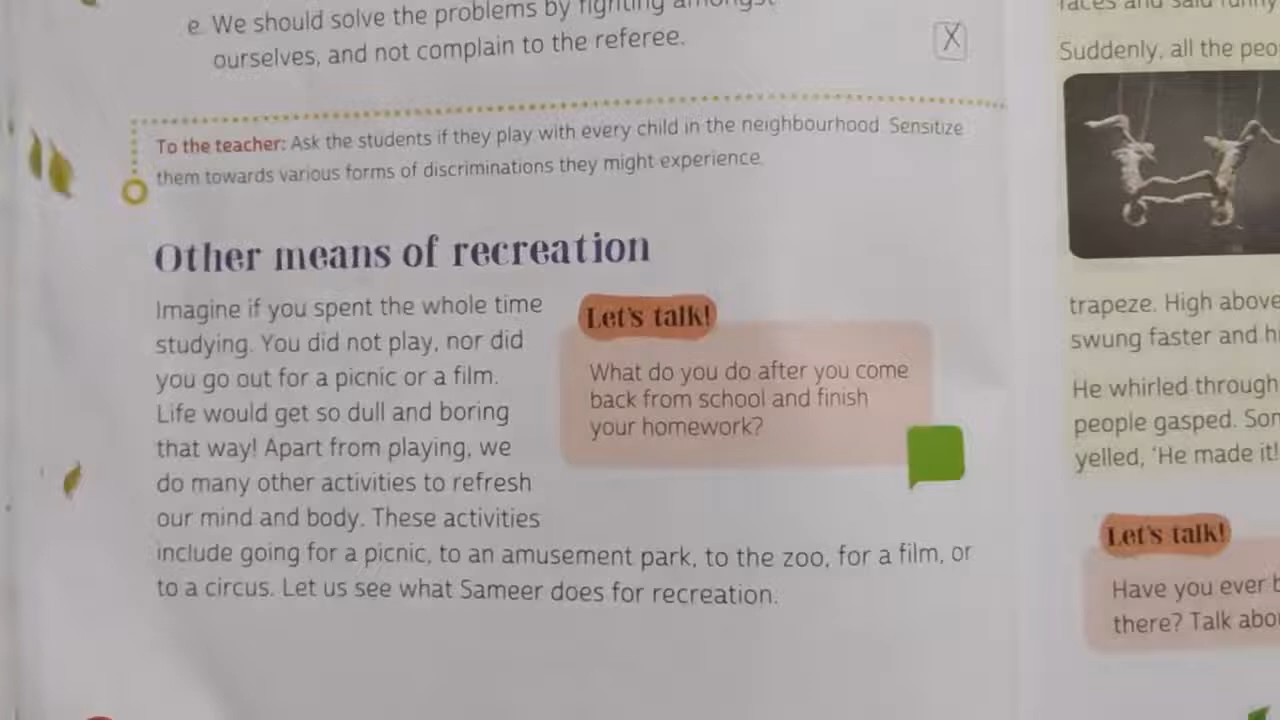 e. We should solve the problems by fighting amongst
ourselves, and not complain to the referee.
X
To the teacher: Ask the students if they play with every child in the neighbourhood. Sensitize
them towards various forms of discriminations they might experience.
Other means of recreation
Imagine if you spent the whole time
studying. You did not play, nor did
you go out for a picnic or a film.
Life would get so dull and boring
that way! Apart from playing, we
do many other activities to refresh
our mind and body. These activities
include going for a picnic, to an amusement park, to the zoo, for a film, or
to a circus. Let us see what Sameer does for recreation.
Let's talk!
What do you do after you come
back from school and finish
your homework?
faces and said funny
Suddenly, all the peo
trapeze. High above
swung faster and h
He whirled through
people gasped. Som
yelled, 'He made it!
Let's talk!
Have you ever b
there? Talk abo